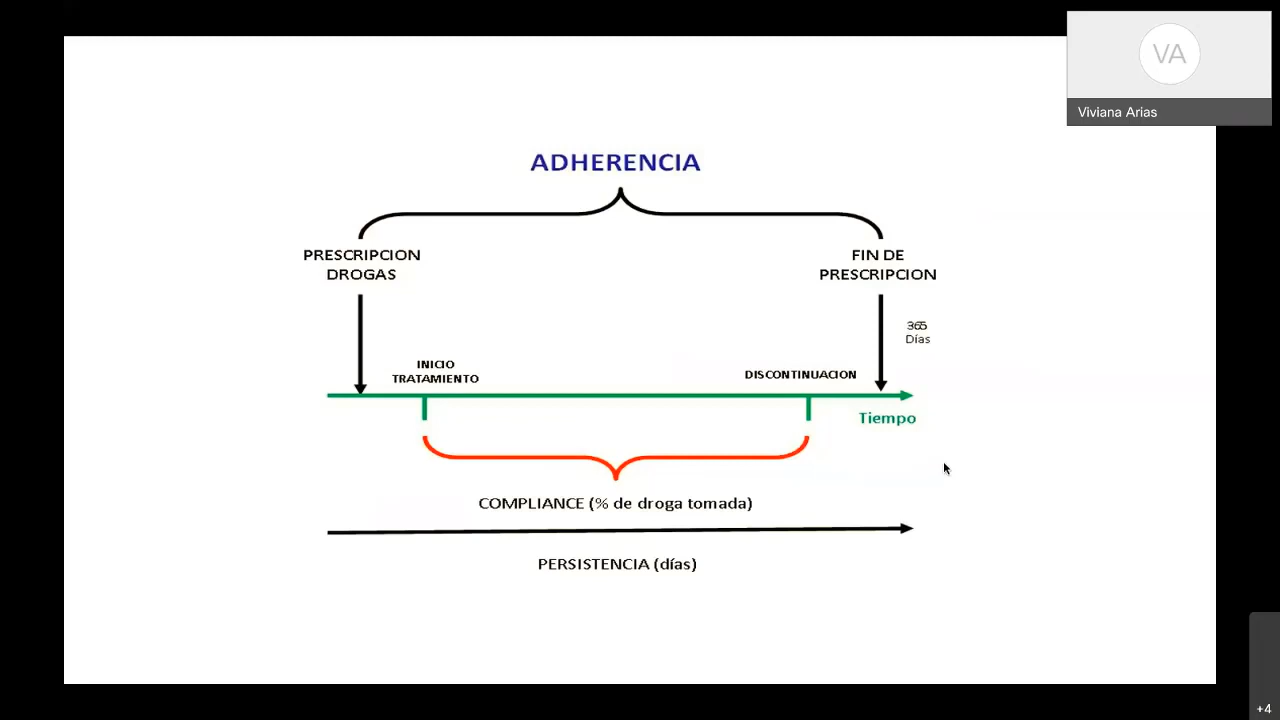 VA
Viviana Arias
ADHERENCIA
PRESCRIPCION
DROGAS
FIN DE
PRESCRIPCION
365
Días
INICIO
TRATAMIENTO
DISCONTINUACION
Tiempo
COMPLIANCE (% de droga tomada)
PERSISTENCIA (días)
+4